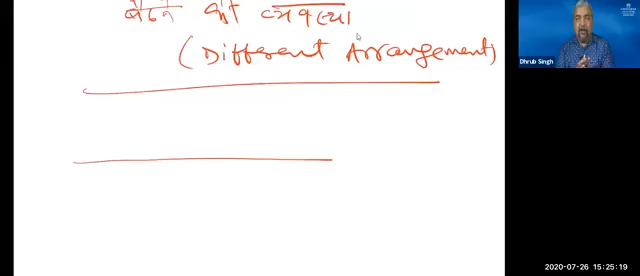 बैठने की व्यवस्था
(Different Arrangement)
Dhrub Singh
2020-07-26 15:25:19